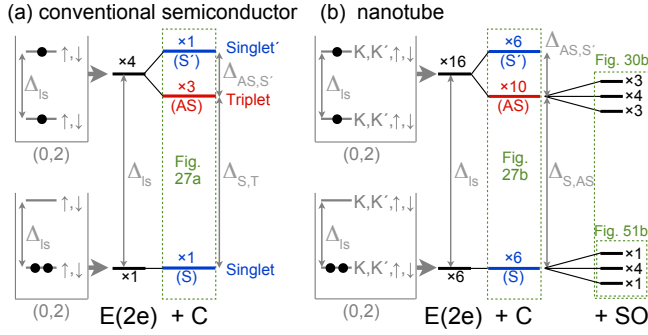 (a) conventional semiconductor
Δls
↑,↓
↑,↓
(0,2)
×4
×1
(S´)
Singlet´
×3
(AS)
Triplet
ΔAS,S´
Δls
Fig.
27a
ΔS,T
Δls
↑,↓
↑,↓
(0,2)
×1
×1
(S)
Singlet
E(2e) + C
(b) nanotube
Δls
K,K´,↑,↓
K,K´,↑,↓
(0,2)
×16
×6
(S´)
×10
(AS)
ΔAS,S´
Fig. 30b
×3
×4
×3
Δls
Fig.
27b
ΔS,AS
Δls
K,K´,↑,↓
K,K´,↑,↓
(0,2)
×6
×6
(S)
Fig. 51b
×1
×4
×1
E(2e) + C + SO